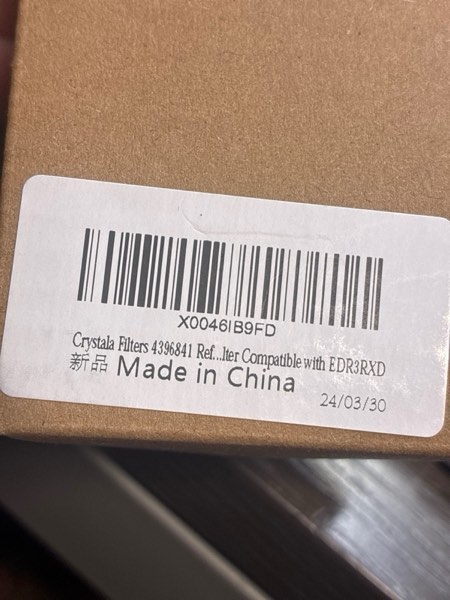 X0046IB9FD
Crystala Filters 4396841 Ref...lter Compatible with EDR3RXD
新品 Made in China
24/03/30